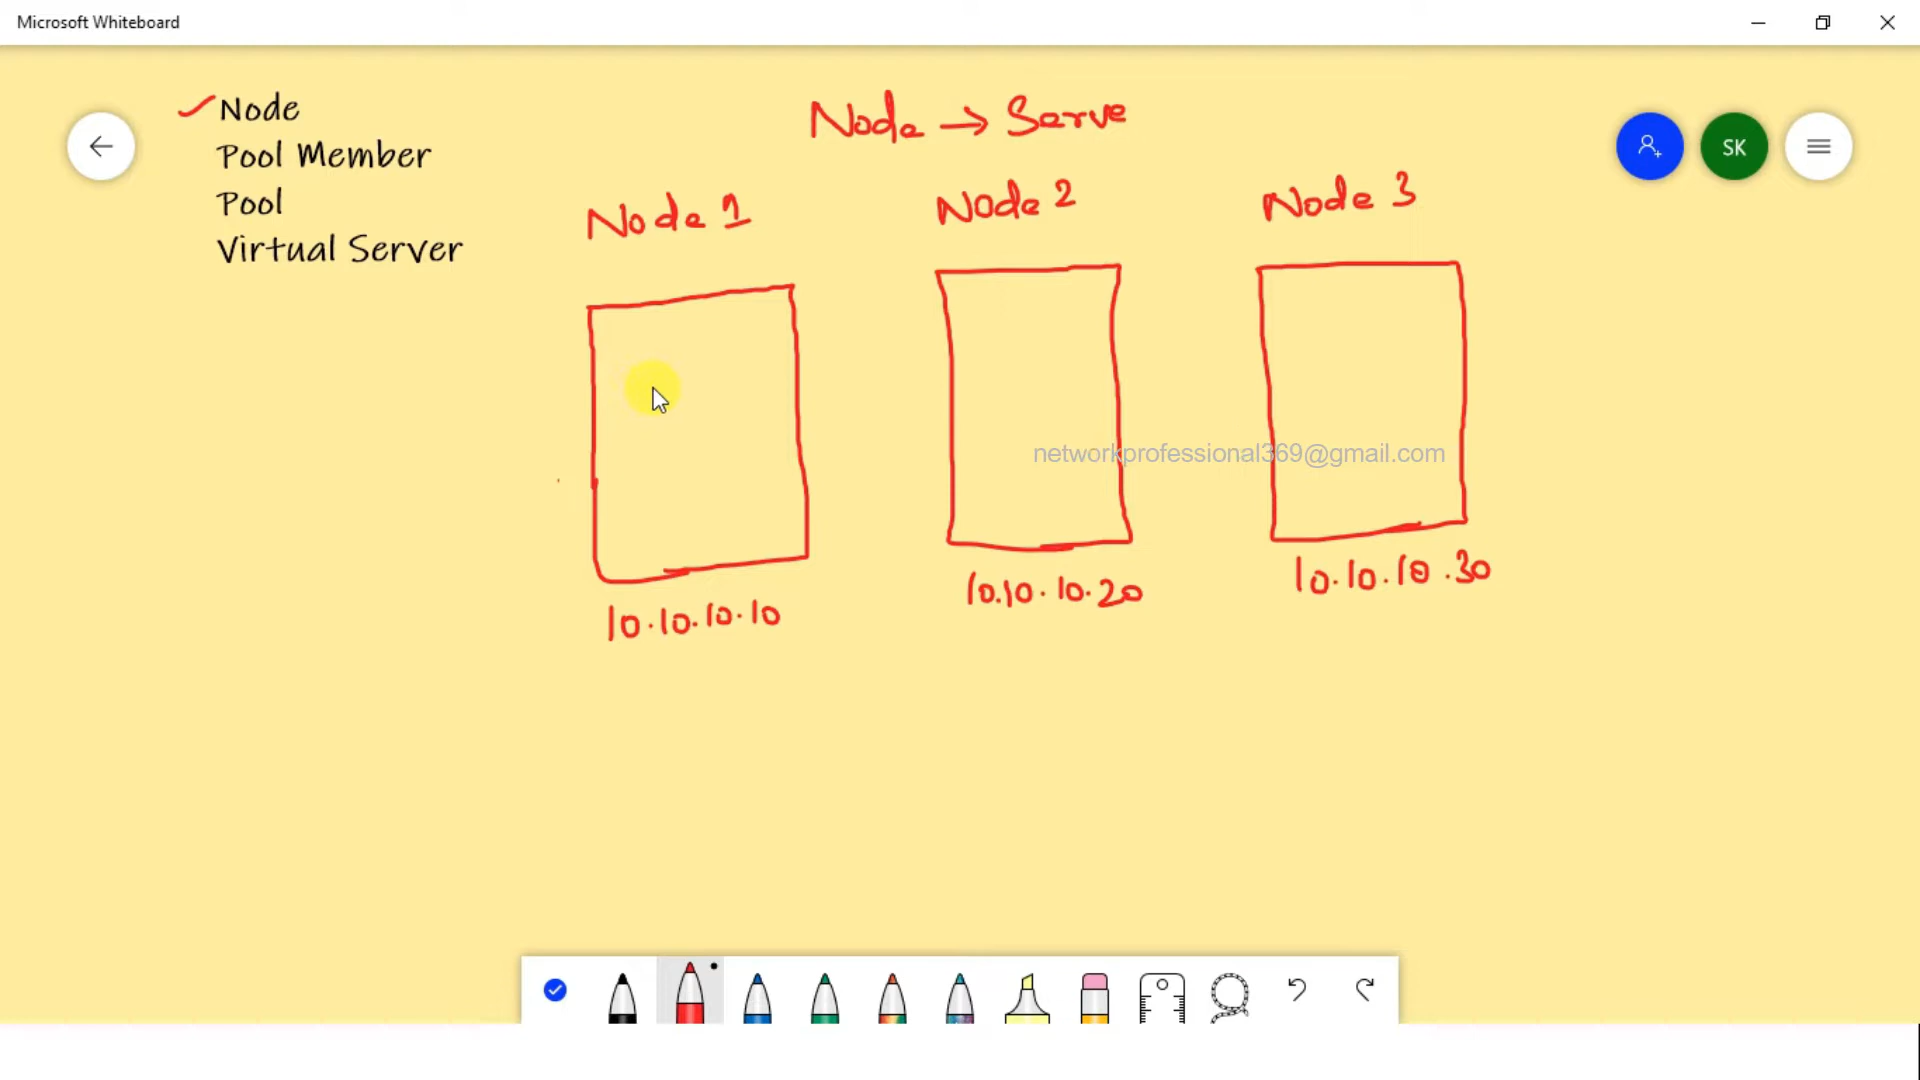 Microsoft Whiteboard
Node
Pool Member
Pool
Virtual Server
Node → Serve
SK
Node 1
Node 2
Node 3
networkprofessional369@gmail.com
10.10.10.10
10.10.10.20
10.10.10.30